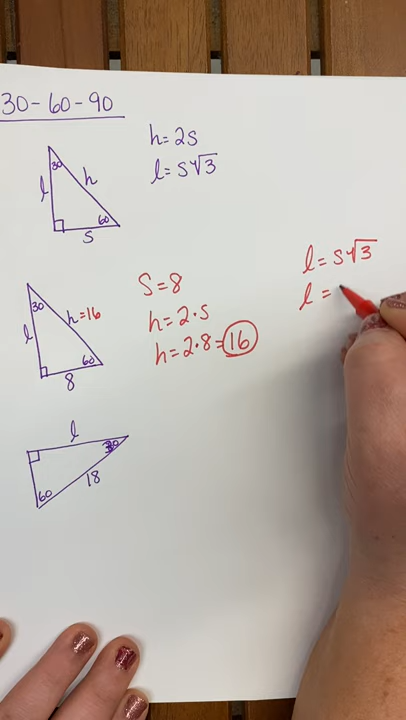 30-60-90
h=2s
l=s√3
30
l
h
60
s
30
l
h=16
60
8
s=8
h=2·s
h=2·8=16
l=s√3
l=
l
30
60
18